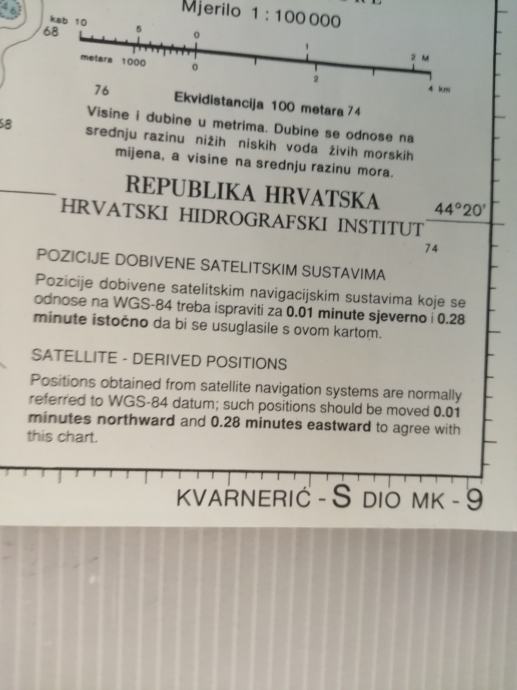 Mjerilo 1 : 100 000
kab 10 5 0 1 2 M
68
metara 1000 0 2 4 km
76
Ekvidistancija 100 metara 74
Visine i dubine u metrima. Dubine se odnose na
srednju razinu nižih niskih voda živih morskih
mijena, a visine na srednju razinu mora.
68
REPUBLIKA HRVATSKA
HRVATSKI HIDROGRAFSKI INSTITUT
44°20'
74
POZICIJE DOBIVENE SATELITSKIM SUSTAVIMA
Pozicije dobivene satelitskim navigacijskim sustavima koje se
odnose na WGS-84 treba ispraviti za 0.01 minute sjeverno i 0.28
minute istočno da bi se usuglasile s ovom kartom.
SATELLITE - DERIVED POSITIONS
Positions obtained from satellite navigation systems are normally
referred to WGS-84 datum; such positions should be moved 0.01
minutes northward and 0.28 minutes eastward to agree with
this chart.
KVARNERIĆ - S DIO MK - 9